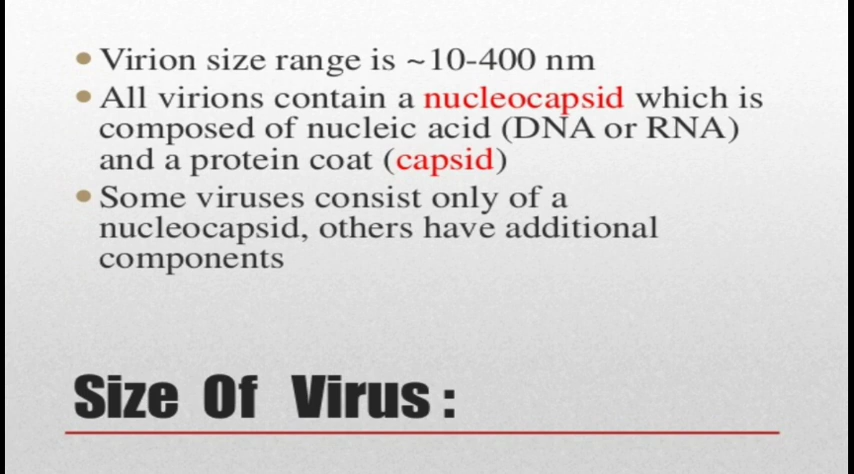 • Virion size range is ~10-400 nm
• All virions contain a nucleocapsid which is
composed of nucleic acid (DNA or RNA)
and a protein coat (capsid)
• Some viruses consist only of a
nucleocapsid, others have additional
components
Size Of Virus :